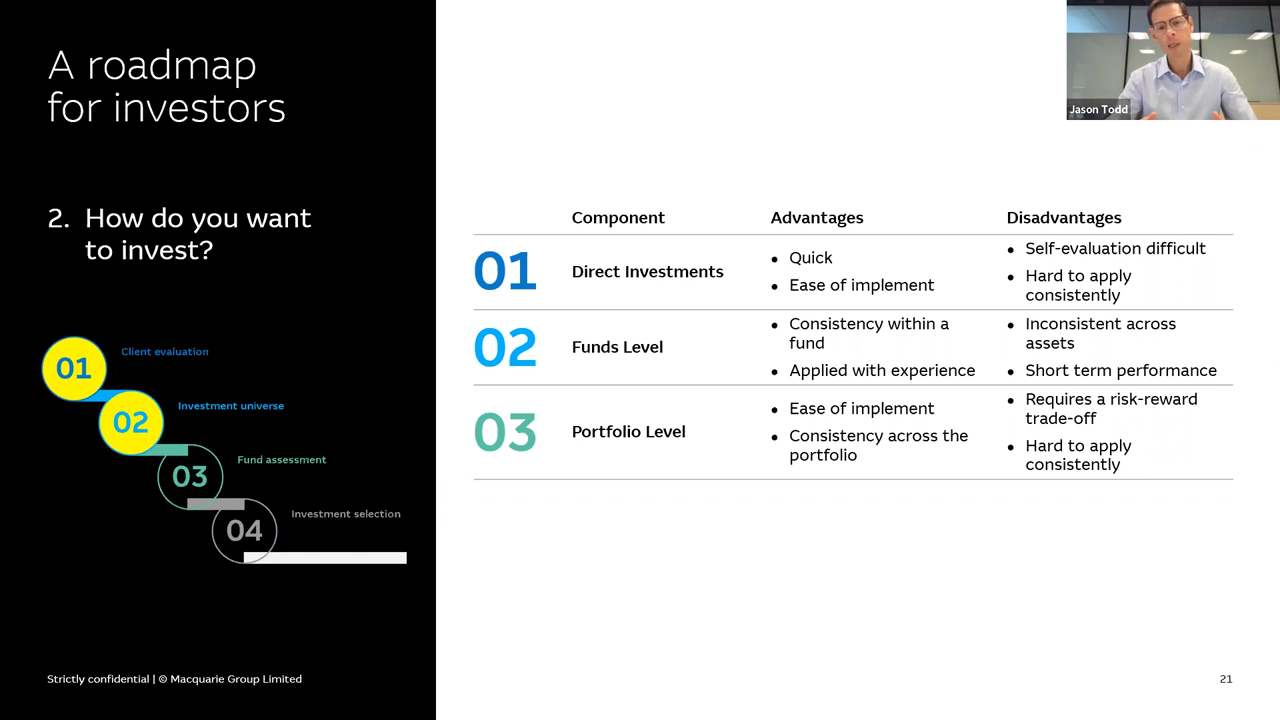 A roadmap
for investors
2. How do you want
to invest?
01
Client evaluation
02
Investment universe
03
Fund assessment
04
Investment selection
Strictly confidential | © Macquarie Group Limited
Jason Todd
Component Advantages Disadvantages
01
Direct Investments
• Quick
• Ease of implement
• Self-evaluation difficult
• Hard to apply
consistently
02
Funds Level
• Consistency within a
fund
• Applied with experience
• Inconsistent across
assets
• Short term performance
03
Portfolio Level
• Ease of implement
• Consistency across the
portfolio
• Requires a risk-reward
trade-off
• Hard to apply
consistently
21